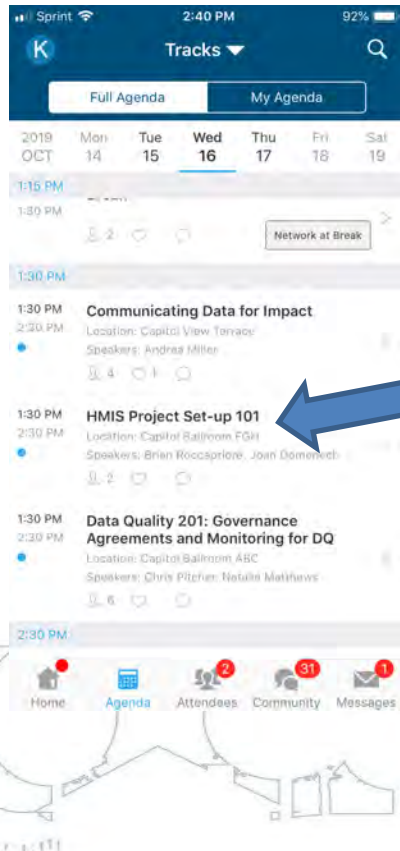 Sprint 2:40 PM 92%
K Tracks
Full Agenda My Agenda
2019 Mon Tue Wed Thu Fri Sat
OCT 14 15 16 17 18 19
1:15 PM
1:30 PM
2
Network at Break
1:30 PM
1:30 PM Communicating Data for Impact
2:30 PM Location: Capitol View Terrace
Speakers: Andrea Miller
4 1
1:30 PM HMIS Project Set-up 101
2:30 PM Location: Capitol Ballroom FGH
Speakers: Brian Roccapriore, Joan Domenech
2
1:30 PM Data Quality 201: Governance
2:30 PM Agreements and Monitoring for DQ
Location: Capitol Ballroom ABC
Speakers: Chris Pitcher, Natalie Matthews
6
2:30 PM
2 31 1
Home Agenda Attendees Community Messages